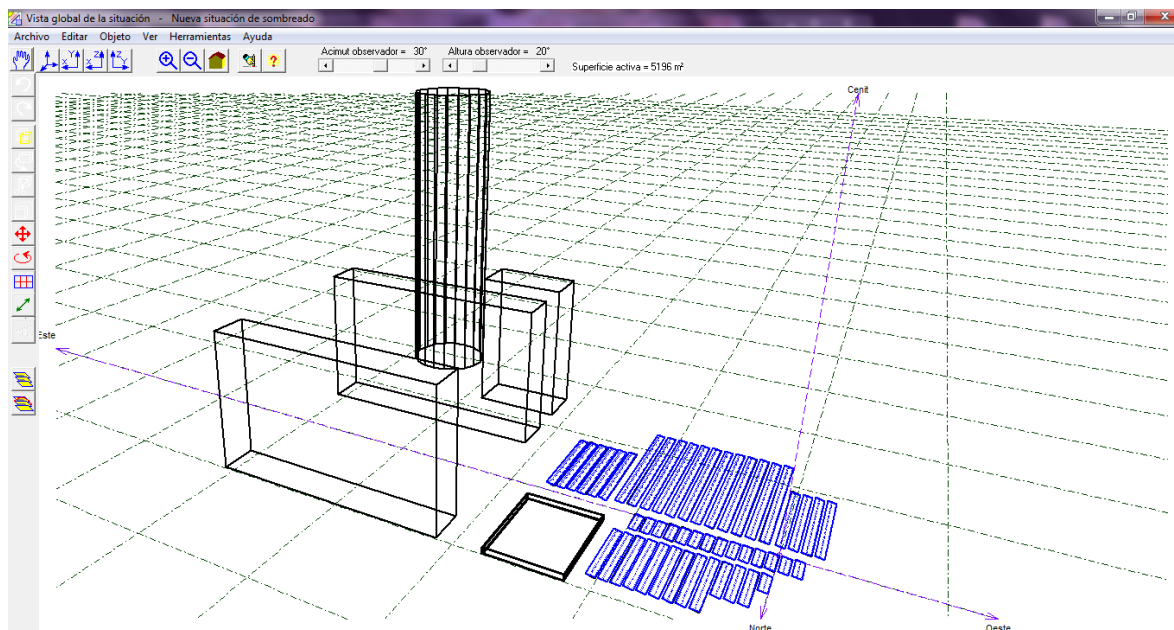 Vista global de la situación - Nueva situación de sombreado
Archivo Editar Objeto Ver Herramientas Ayuda
Acimut observador = 30° Altura observador = 20°
Superficie activa = 5196 m²
X Y Z X Z Y
?
Cenit
Este
Norte
Oeste